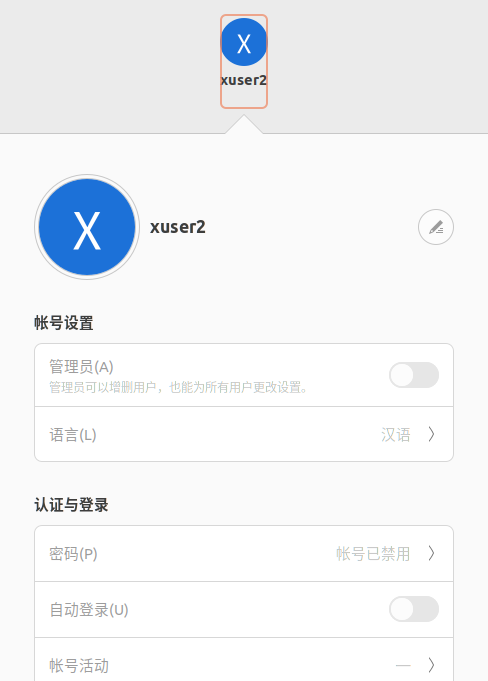 X
xuser2
X
xuser2
帐号设置
管理员(A)
管理员可以增删用户，也能为所有用户更改设置。
语言(L)
汉语
认证与登录
密码(P)
帐号已禁用
自动登录(U)
帐号活动
—